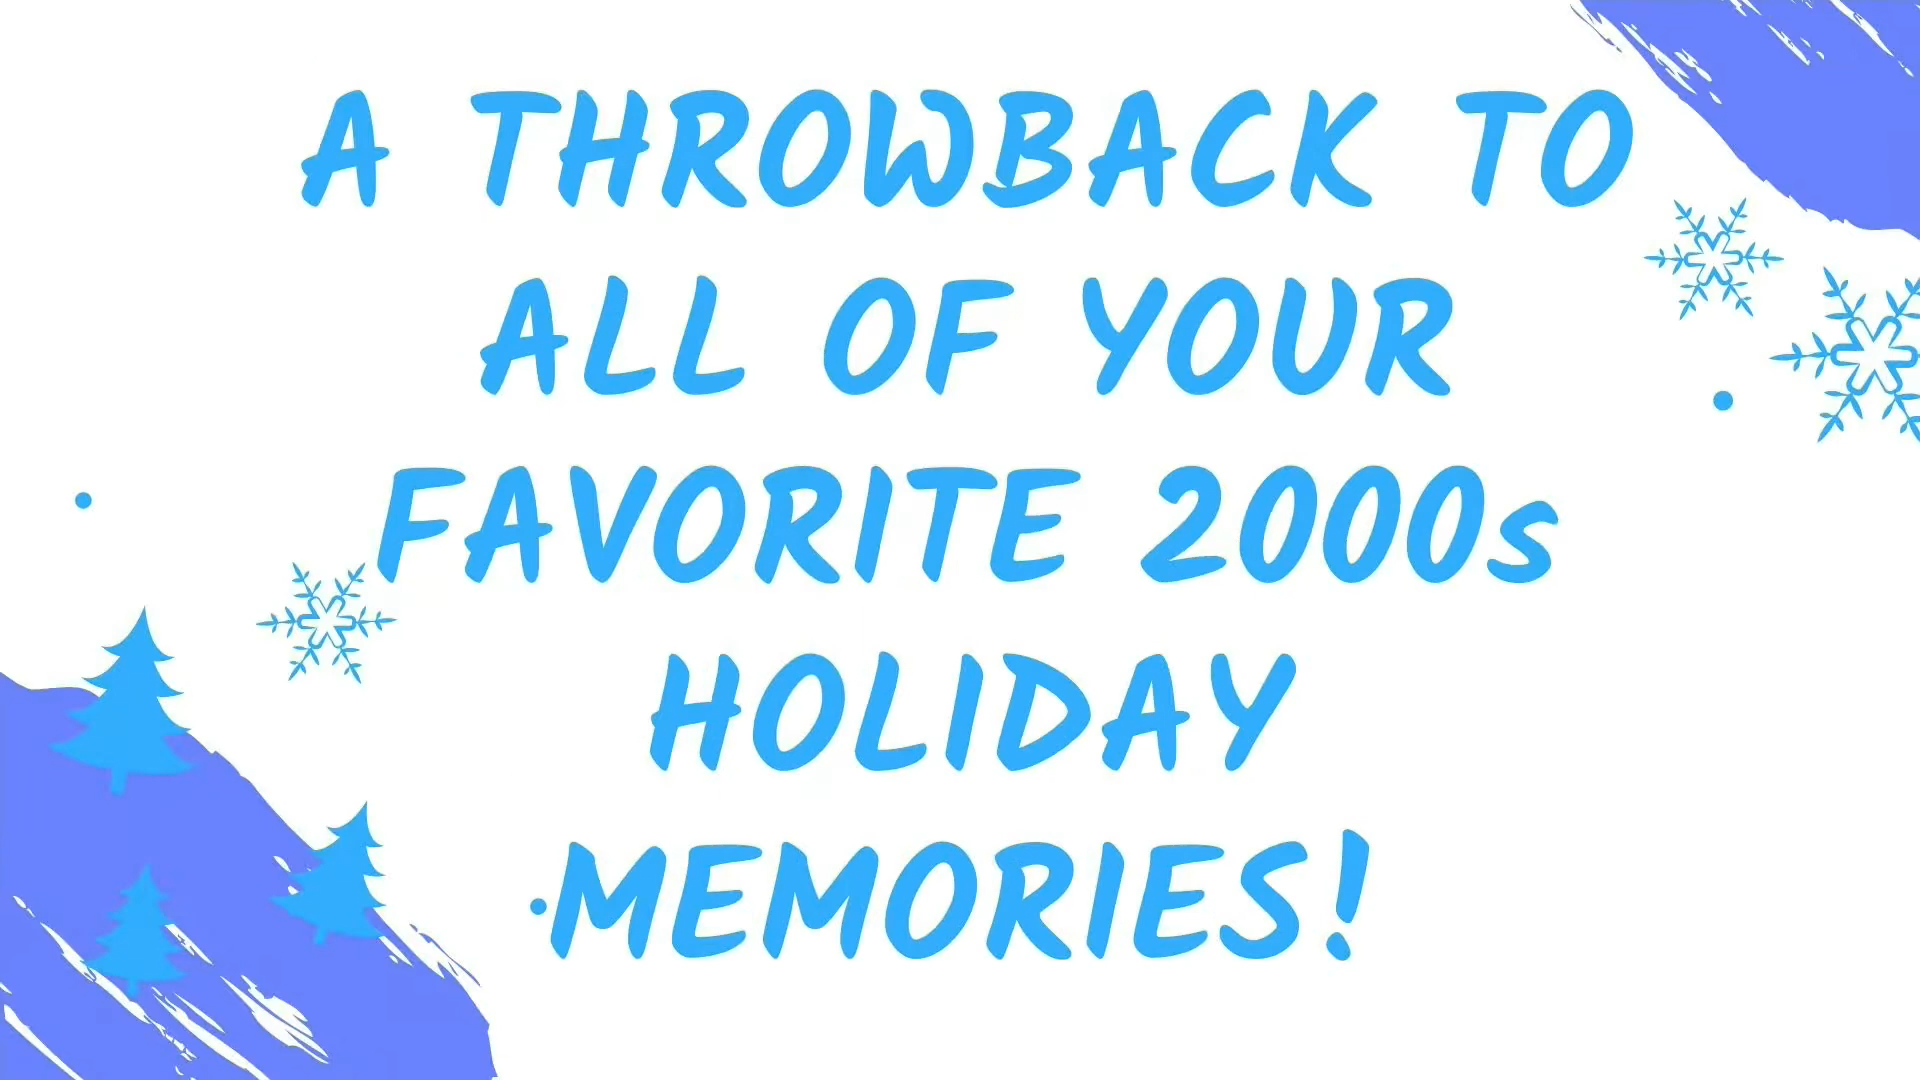 A THROWBACK TO
ALL OF YOUR
FAVORITE 2000s
HOLIDAY
MEMORIES!